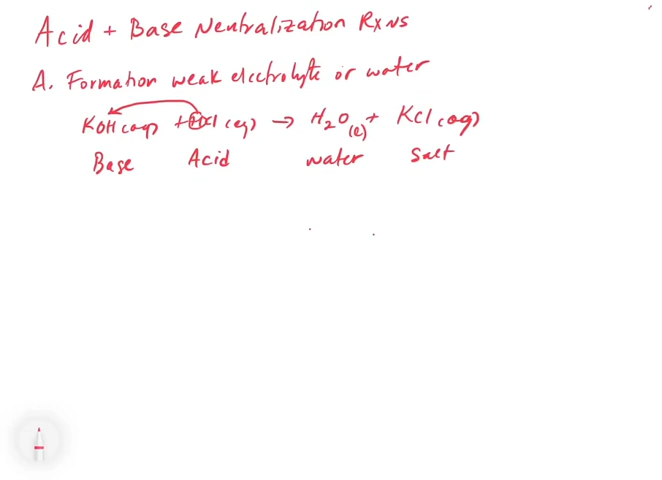 Acid + Base Neutralization Rxns
A. Formation weak electrolyte or water
KOH(aq) + HCl(aq) → H2O(l) + KCl(aq)
Base Acid water salt